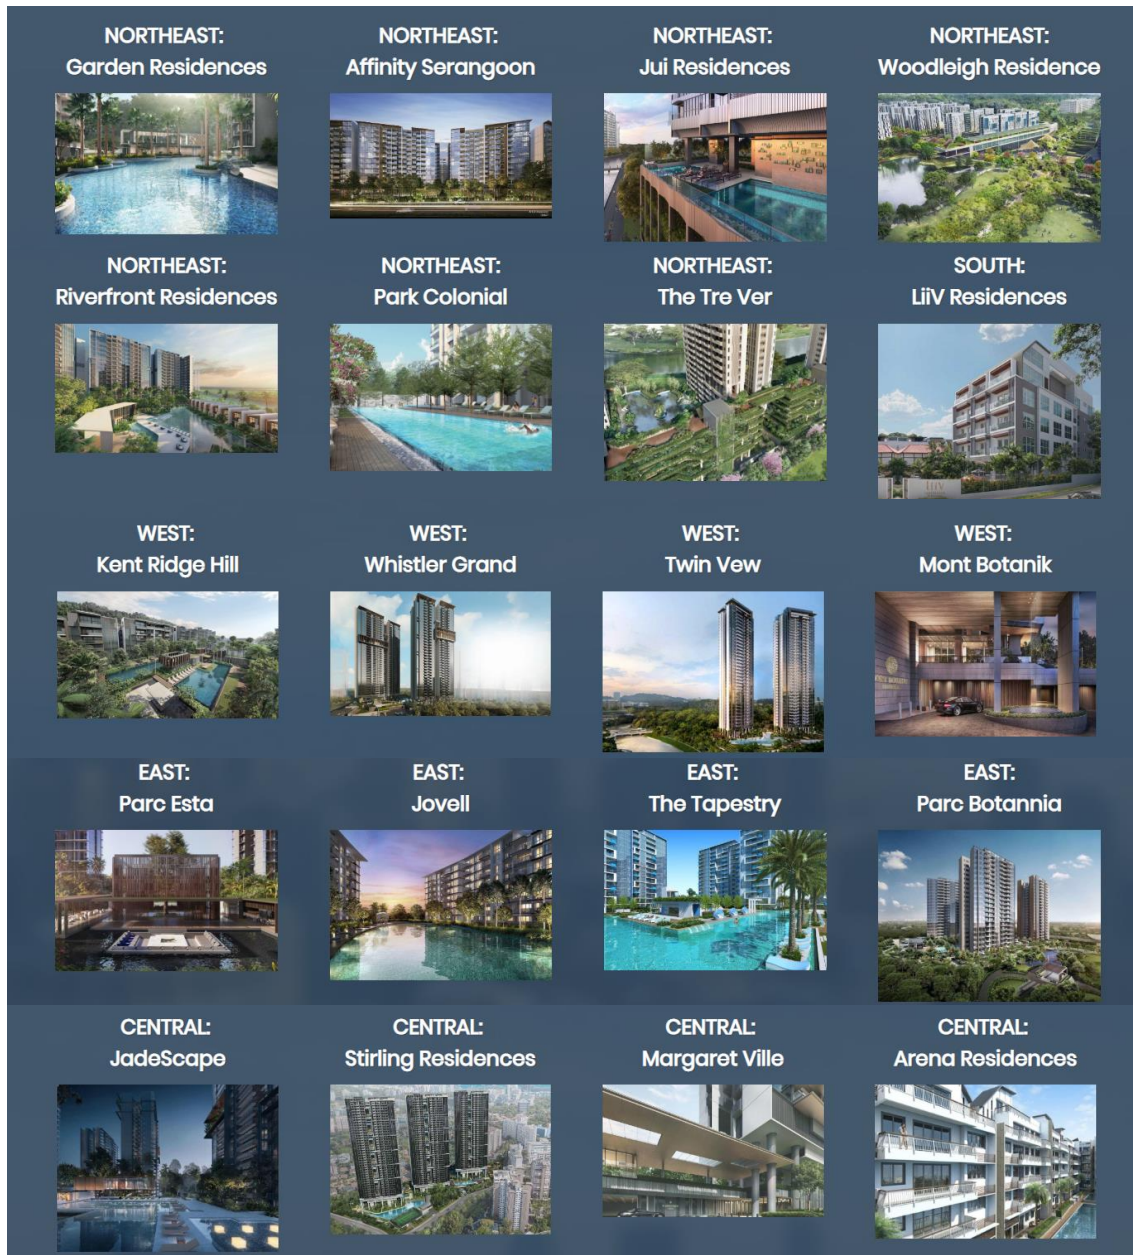 NORTHEAST:
Garden Residences
NORTHEAST:
Affinity Serangoon
NORTHEAST:
Jui Residences
NORTHEAST:
Woodleigh Residence
NORTHEAST:
Riverfront Residences
NORTHEAST:
Park Colonial
NORTHEAST:
The Tre Ver
SOUTH:
LiiV Residences
LIIV
WEST:
Kent Ridge Hill
WEST:
Whistler Grand
WEST:
Twin Vew
WEST:
Mont Botanik
EAST:
Parc Esta
EAST:
Jovell
EAST:
The Tapestry
EAST:
Parc Botannia
CENTRAL:
JadeScape
CENTRAL:
Stirling Residences
CENTRAL:
Margaret Ville
CENTRAL:
Arena Residences